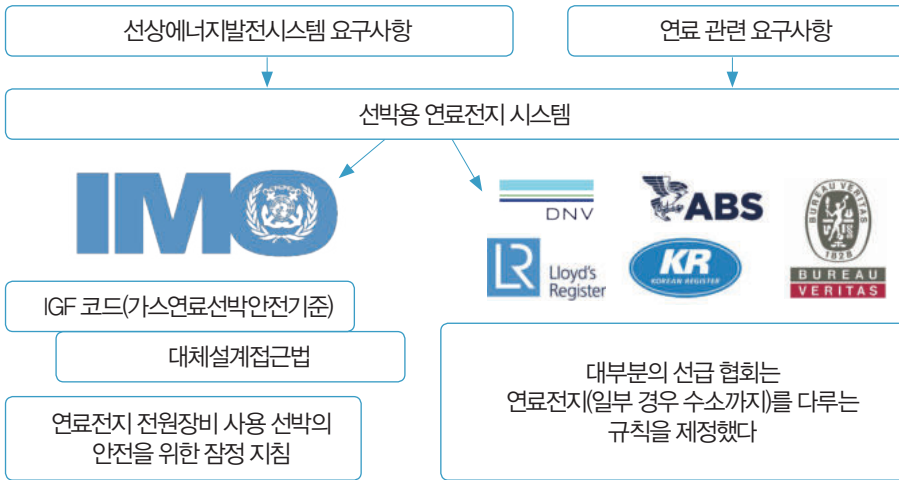 선상에너지발전시스템 요구사항
연료 관련 요구사항
선박용 연료전지 시스템
IMO
DNV
ABS
BUREAU VERITAS
1828
BUREAU
VERITAS
LR
Lloyd's
Register
KR
KOREAN REGISTER
IGF 코드(가스연료선박안전기준)
대체설계접근법
연료전지 전원장비 사용 선박의
안전을 위한 잠정 지침
대부분의 선급 협회는
연료전지(일부 경우 수소까지)를 다루는
규칙을 제정했다